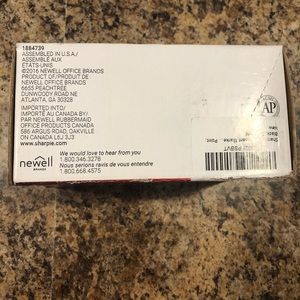 1884739
ASSEMBLED IN U.S.A./
ASSEMBLÉ AUX
ÉTATS-UNIS
©2016 NEWELL OFFICE BRANDS
PRODUCT OF/PRODUIT DE
NEWELL OFFICE BRANDS
6655 PEACHTREE
DUNWOODY ROAD NE
ATLANTA, GA 30328
IMPORTED INTO/
IMPORTÉ AU CANADA BY/
PAR NEWELL RUBBERMAID
OFFICE PRODUCTS CANADA
586 ARGUS ROAD, OAKVILLE
ON CANADA L6J 3J3
www.sharpie.com
newell
BRANDS
We would love to hear from you
1.800.346.3278
Nous serions ravis de vous entendre
1.800.668.4575
AP
Black
New